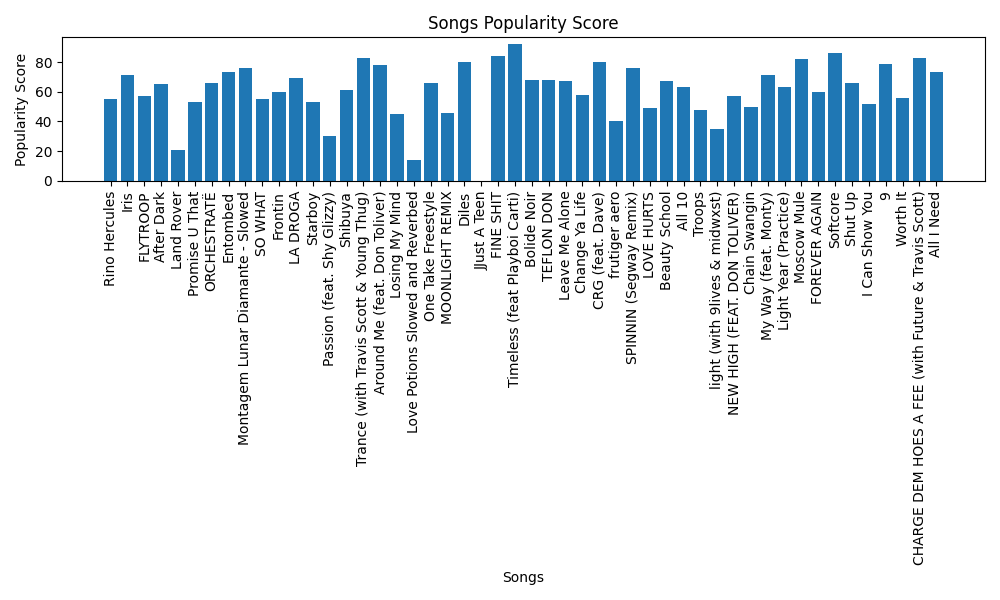 Songs Popularity Score
Popularity Score
80
60
40
20
0
Rino Hercules
Iris
FLYTROOP
After Dark
Land Rover
Promise U That
ORCHESTRATË
Entombed
Montagem Lunar Diamante - Slowed
SO WHAT
Frontin
LA DROGA
Starboy
Passion (feat. Shy Glizzy)
Shibuya
Trance (with Travis Scott & Young Thug)
Around Me (feat. Don Toliver)
Losing My Mind
Love Potions Slowed and Reverbed
One Take Freestyle
MOONLIGHT REMIX
Diles
JJust A Teen
FINE SHIT
Timeless (feat Playboi Carti)
Bolide Noir
TEFLON DON
Leave Me Alone
Change Ya Life
CRG (feat. Dave)
frutiger aero
SPINNIN (Segway Remix)
LOVE HURTS
Beauty School
All 10
Troops
light (with 9lives & midwxst)
NEW HIGH (FEAT. DON TOLIVER)
Chain Swangin
My Way (feat. Monty)
Light Year (Practice)
Moscow Mule
FOREVER AGAIN
Softcore
Shut Up
I Can Show You
9
Worth It
CHARGE DEM HOES A FEE (with Future & Travis Scott)
All I Need
Songs